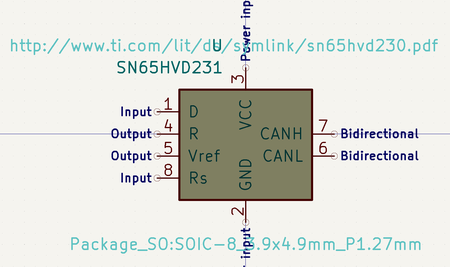 Power inp
U
http://www.ti.com/lit/ds/symlink/sn65hvd230.pdf
SN65HVD231
3
VCC
Input 1 D
Output 4 R CANH 7 Bidirectional
Output 5 Vref CANL 6 Bidirectional
Input 8 Rs
GND
2
Package_SO:SOIC-8_3.9x4.9mm_P1.27mm
input